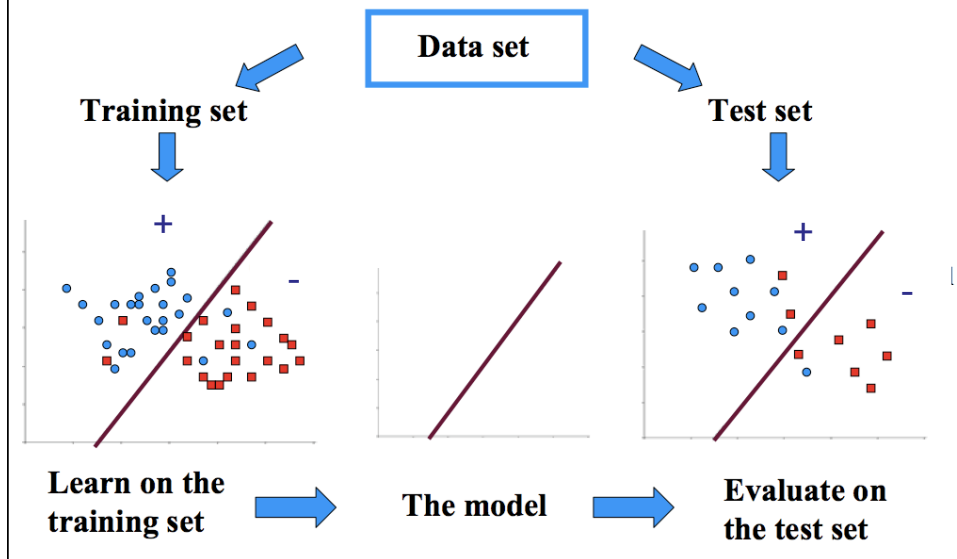 Data set
Training set
Test set
+
-
+
-
Learn on the
training set
The model
Evaluate on
the test set